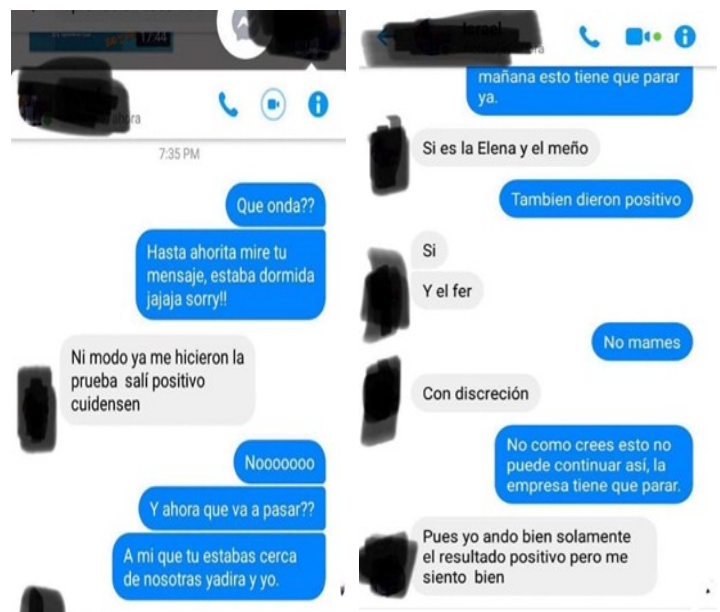 17:44
ahora
7:35 PM
Que onda??
Hasta ahorita mire tu
mensaje, estaba dormida
jajaja sorry!!
Ni modo ya me hicieron la
prueba salí positivo
cuidensen
Nooooooo
Y ahora que va a pasar??
A mi que tu estabas cerca
de nosotras yadira y yo.
Israel
mañana esto tiene que parar
ya.
Si es la Elena y el meño
Tambien dieron positivo
Si
Y el fer
No mames
Con discreción
No como crees esto no
puede continuar así, la
empresa tiene que parar.
Pues yo ando bien solamente
el resultado positivo pero me
siento bien